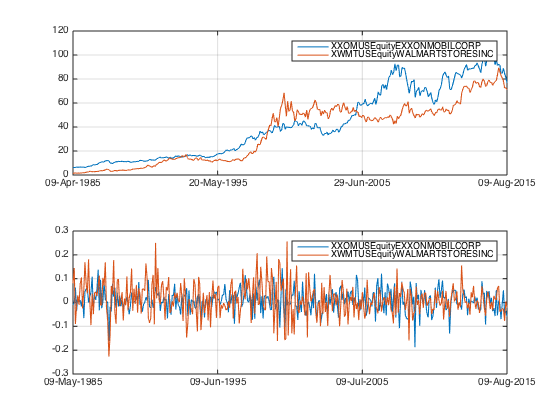 120
XXOMUSEquityEXXONMOBILCORP
XWMTUSEquityWALMARTSTORESINC
100
80
60
40
20
0
09-Apr-1985 20-May-1995 29-Jun-2005 09-Aug-2015
0.3
XXOMUSEquityEXXONMOBILCORP
XWMTUSEquityWALMARTSTORESINC
0.2
0.1
0
-0.1
-0.2
-0.3
09-May-1985 09-Jun-1995 09-Jul-2005 09-Aug-2015